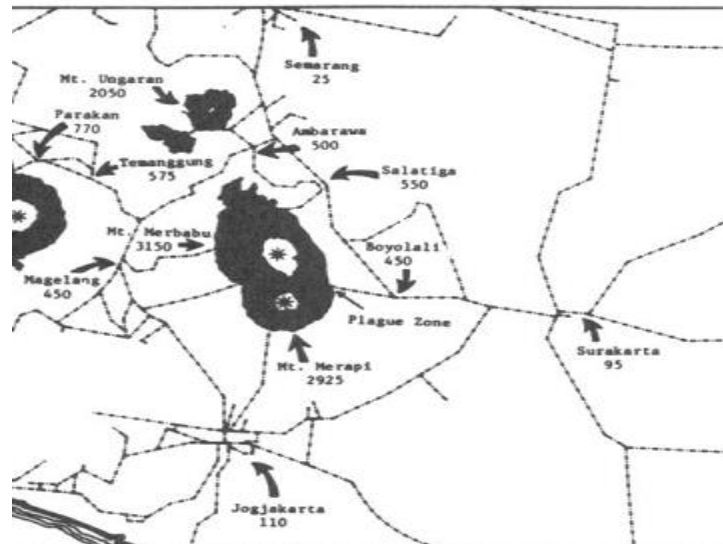 Semarang
25
Mt. Ungaran
2050
Parakan
770
Ambarawa
500
Temanggung
575
Salatiga
550
Mt. Merbabu
3150
Boyolali
450
Magelang
450
Plague Zone
Surakarta
95
Mt. Merapi
2925
Jogjakarta
110